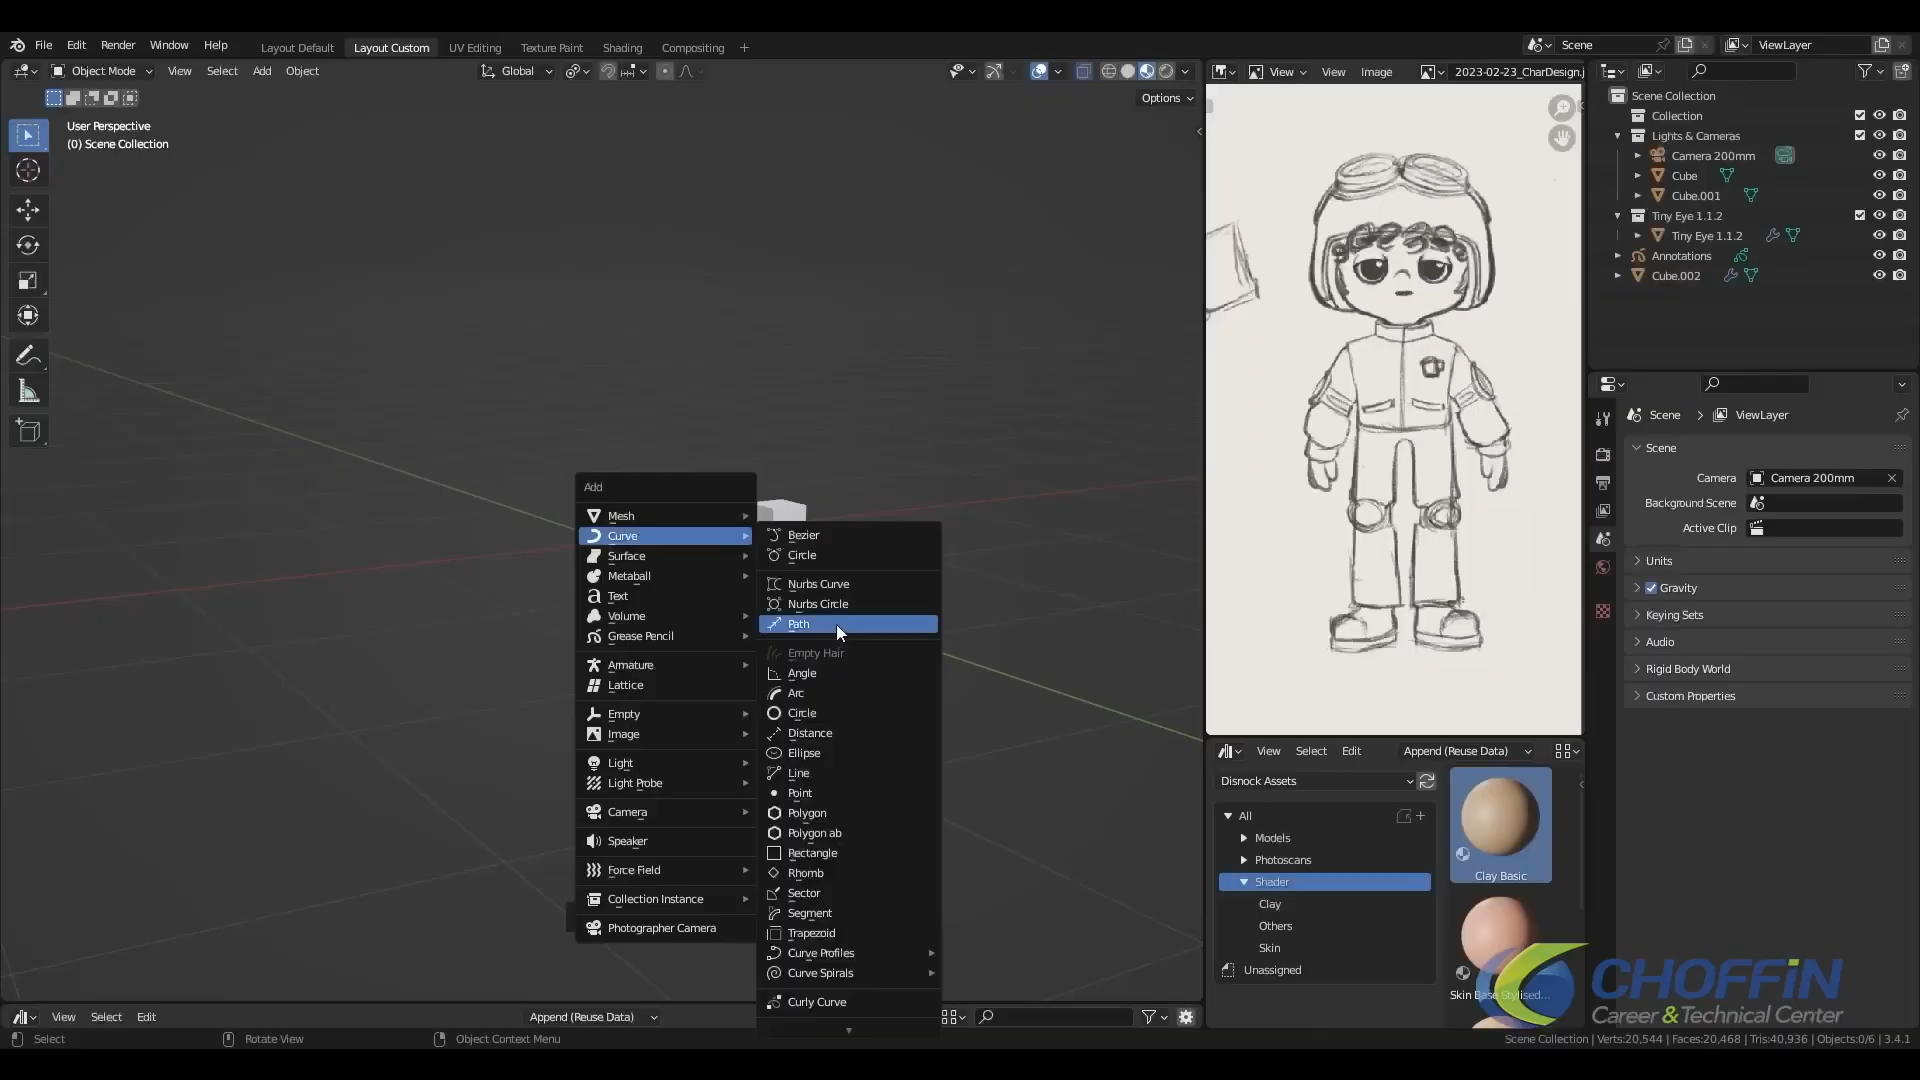 File Edit Render Window Help
Layout Default Layout Custom UV Editing Texture Paint Shading Compositing +
Scene
ViewLayer
Object Mode View Select Add Object
Global
Options
User Perspective
(0) Scene Collection
View View Image 2023-02-23_CharDesign.j
Scene Collection
Collection
Lights & Cameras
Camera 200mm
Cube
Cube.001
Tiny Eye 1.1.2
Tiny Eye 1.1.2
Annotations
Cube.002
Scene > ViewLayer
Scene
Camera Camera 200mm
Background Scene
Active Clip
Units
Gravity
Keying Sets
Audio
Rigid Body World
Custom Properties
Add
Mesh
Curve
Surface
Metaball
Text
Volume
Grease Pencil
Armature
Lattice
Empty
Image
Light
Light Probe
Camera
Speaker
Force Field
Collection Instance
Photographer Camera
Bezier
Circle
Nurbs Curve
Nurbs Circle
Path
Empty Hair
Angle
Arc
Circle
Distance
Ellipse
Line
Point
Polygon
Polygon ab
Rectangle
Rhomb
Sector
Segment
Trapezoid
Curve Profiles
Curve Spirals
Curly Curve
View Select Edit Append (Reuse Data)
Disnock Assets
All
Models
Photoscans
Shader
Clay
Others
Skin
Unassigned
Clay Basic
Skin Base Stylised...
CHOFFiN
Career & Technical Center
View Select Edit Append (Reuse Data)
Select Rotate View Object Context Menu
Scene Collection | Verts:20,544 | Faces:20,468 | Tris:40,936 | Objects:0/6 | 3.4.1